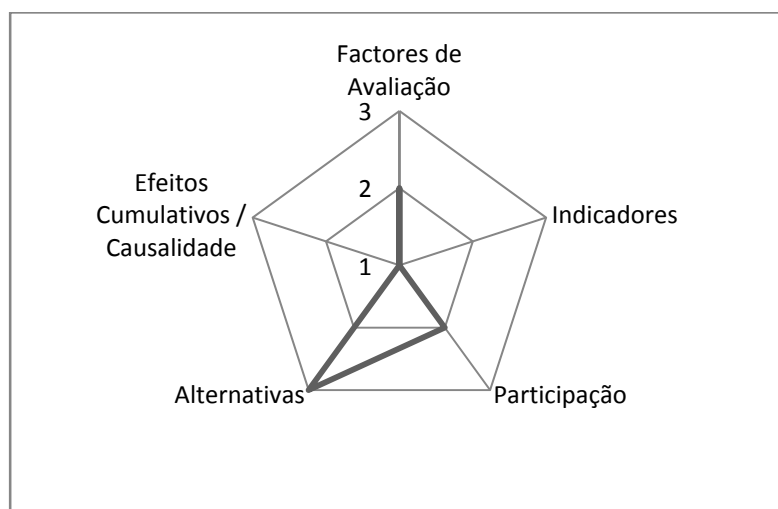 Factores de
Avaliação
3
Efeitos
Cumulativos /
Causalidade
2
Indicadores
1
Alternativas
Participação